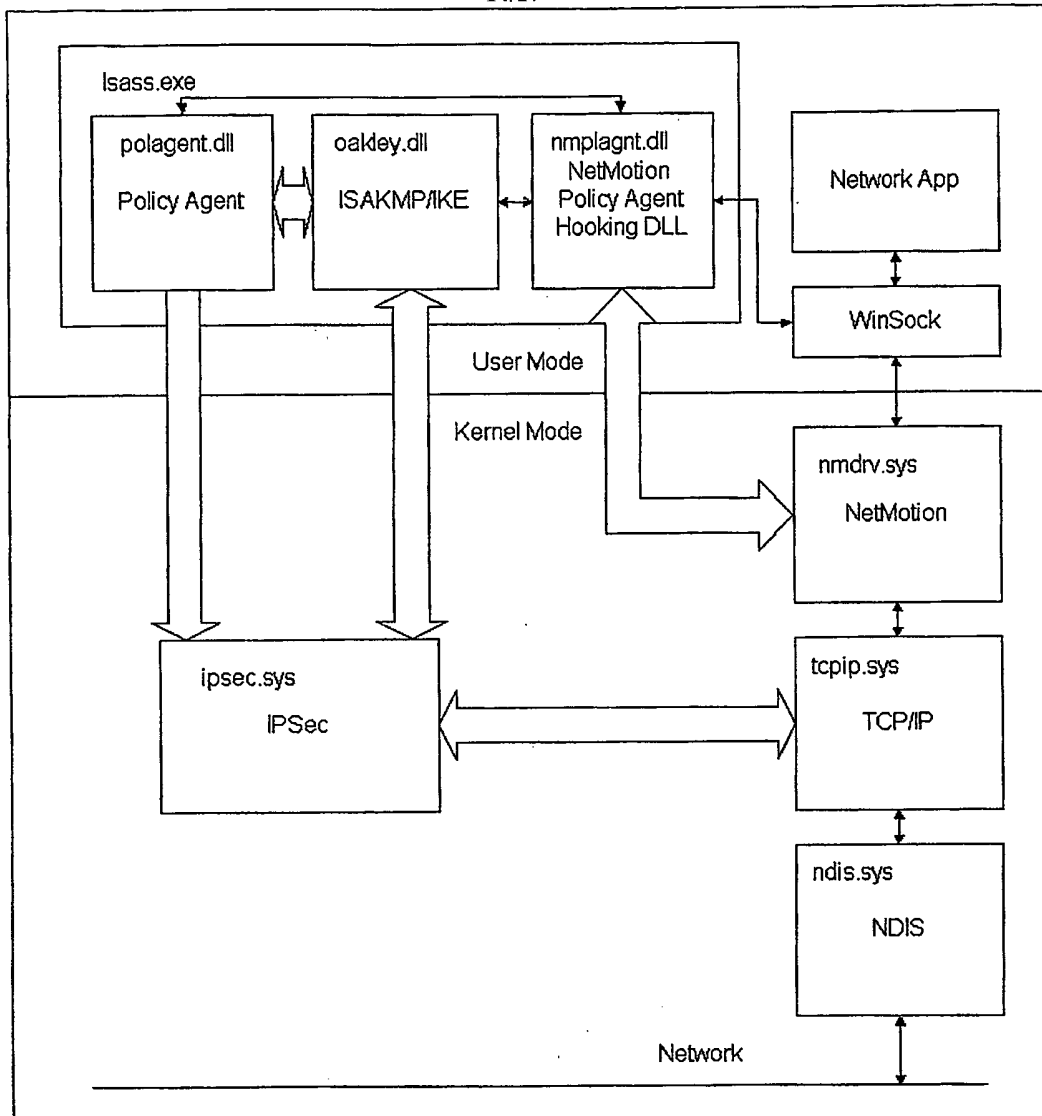 lsass.exe
polagent.dll
Policy Agent
oakley.dll
ISAKMP/IKE
nmplagnt.dll
NetMotion
Policy Agent
Hooking DLL
Network App
WinSock
User Mode
Kernel Mode
nmdrv.sys
NetMotion
ipsec.sys
IPSec
tcpip.sys
TCP/IP
ndis.sys
NDIS
Network